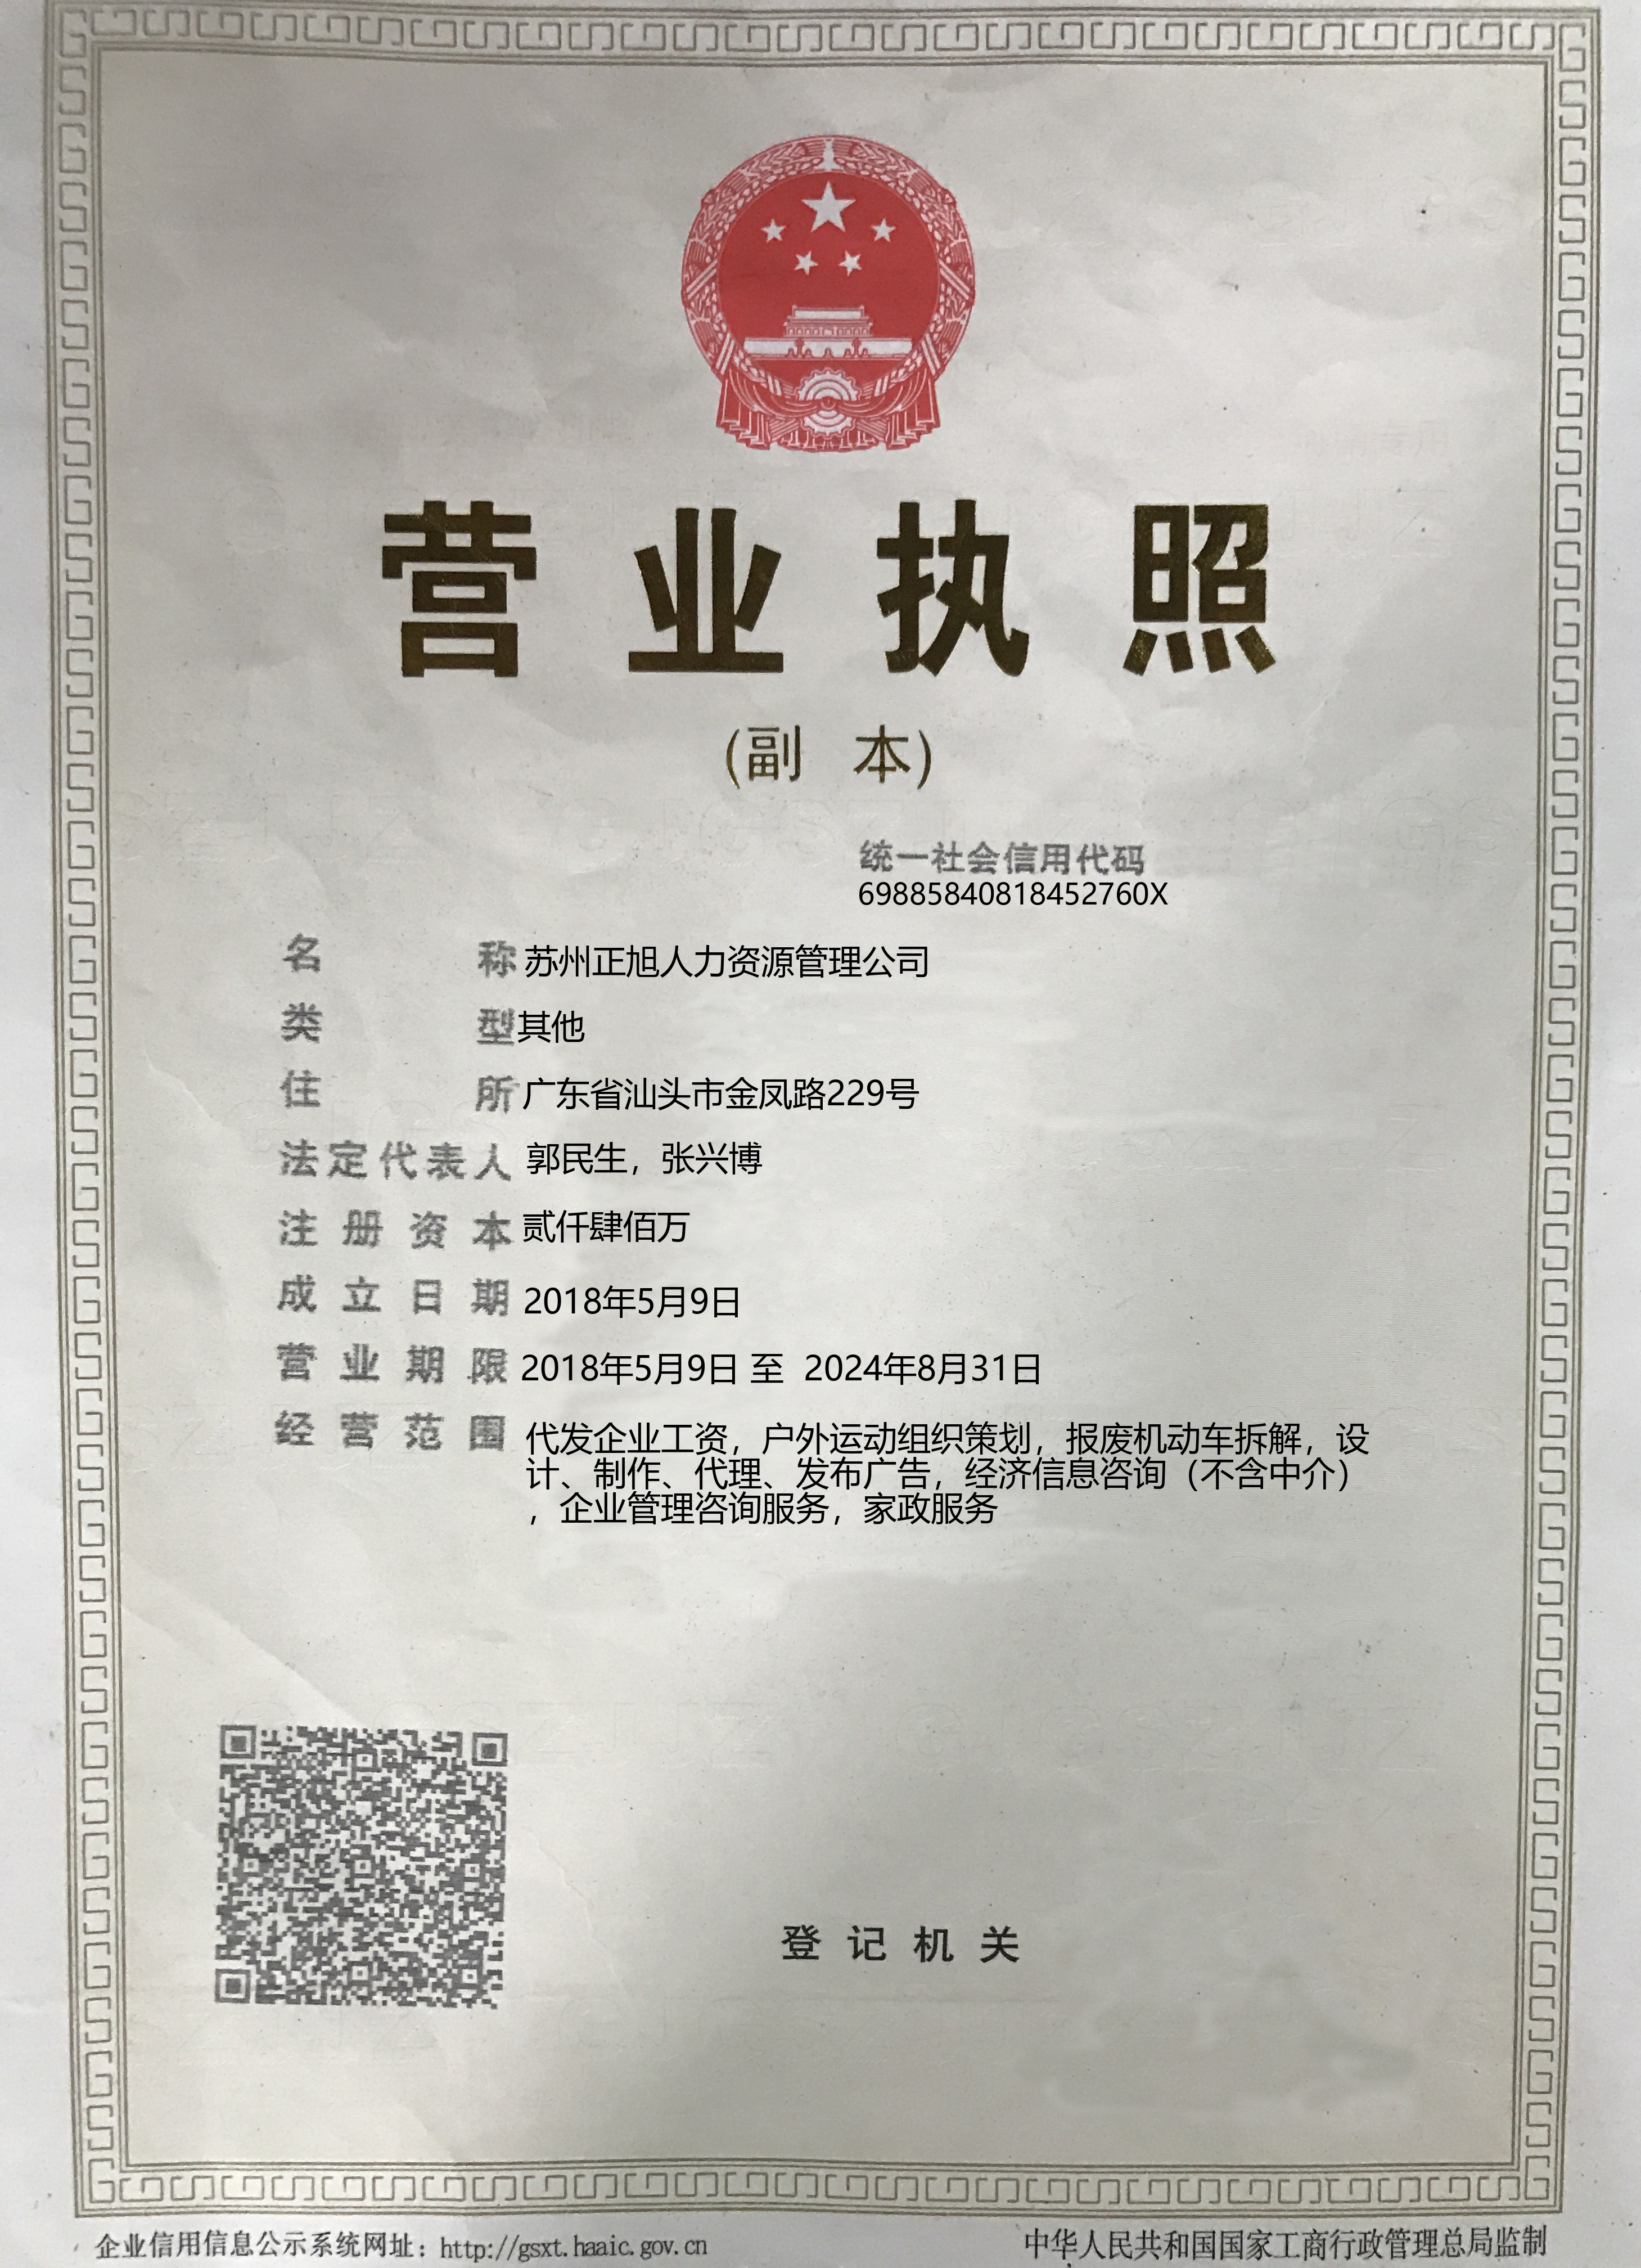 营业执照
(副 本)
统一社会信用代码
69885840818452760X
名 称 苏州正旭人力资源管理公司
类 型 其他
住 所 广东省汕头市金凤路229号
法定代表人 郭民生，张兴博
注册资本 贰仟肆佰万
成立日期 2018年5月9日
营业期限 2018年5月9日 至 2024年8月31日
经营范围 代发企业工资，户外运动组织策划，报废机动车拆解，设
计、制作、代理、发布广告，经济信息咨询（不含中介）
，企业管理咨询服务，家政服务
登记机关
企业信用信息公示系统网址：http://gsxt.haaic.gov.cn
中华人民共和国国家工商行政管理总局监制